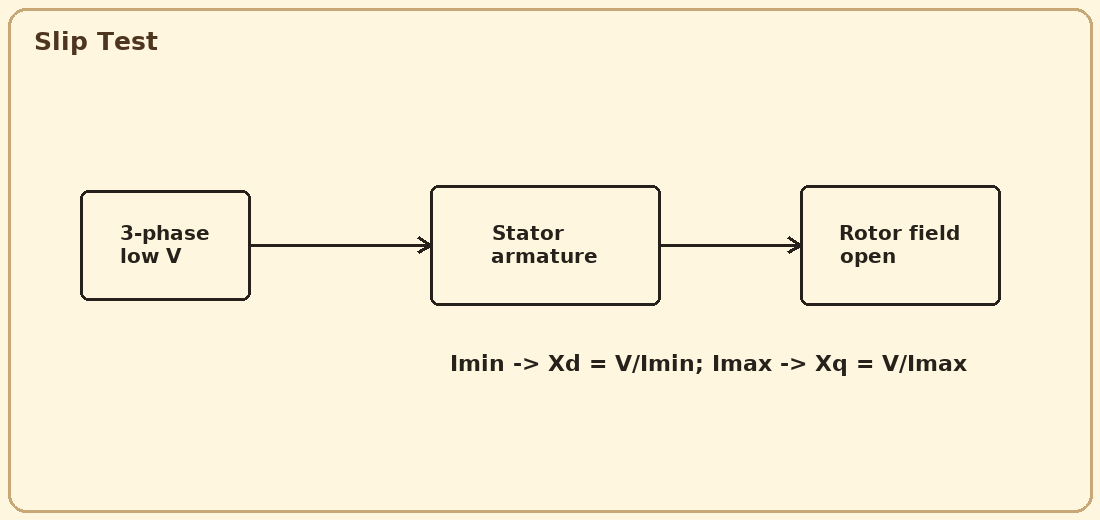 Slip Test
3-phase
low V
Stator
armature
Rotor field
open
Imin -> Xd = V/Imin; Imax -> Xq = V/Imax